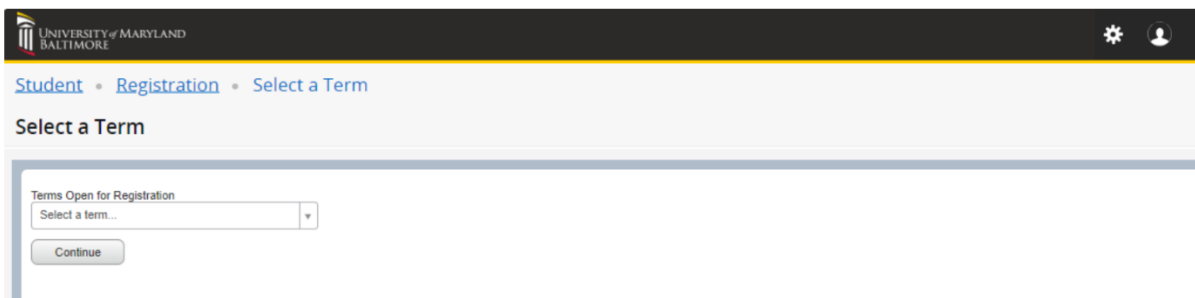 UNIVERSITY of MARYLAND
BALTIMORE
Student • Registration • Select a Term
Select a Term
Terms Open for Registration
Select a term...
Continue